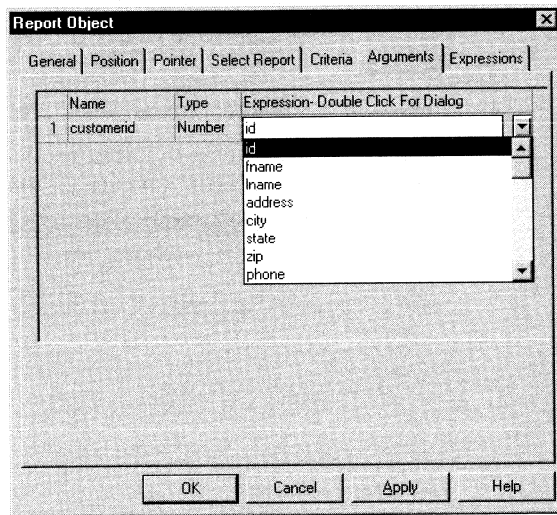 Report Object
General Position Pointer Select Report Criteria Arguments Expressions
Name Type Expression- Double Click For Dialog
1 customerid Number id
id
fname
lname
address
city
state
zip
phone
OK Cancel Apply Help